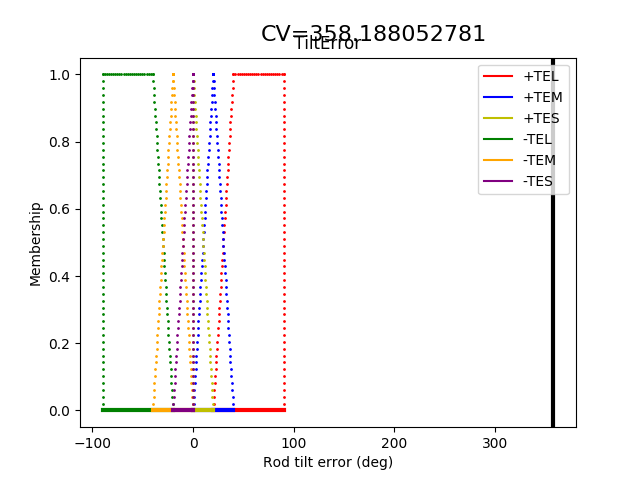 CV=358.188052781
TiltError
+TEL
+TEM
+TES
-TEL
-TEM
-TES
Membership
1.0
0.8
0.6
0.4
0.2
0.0
−100 0 100 200 300
Rod tilt error (deg)